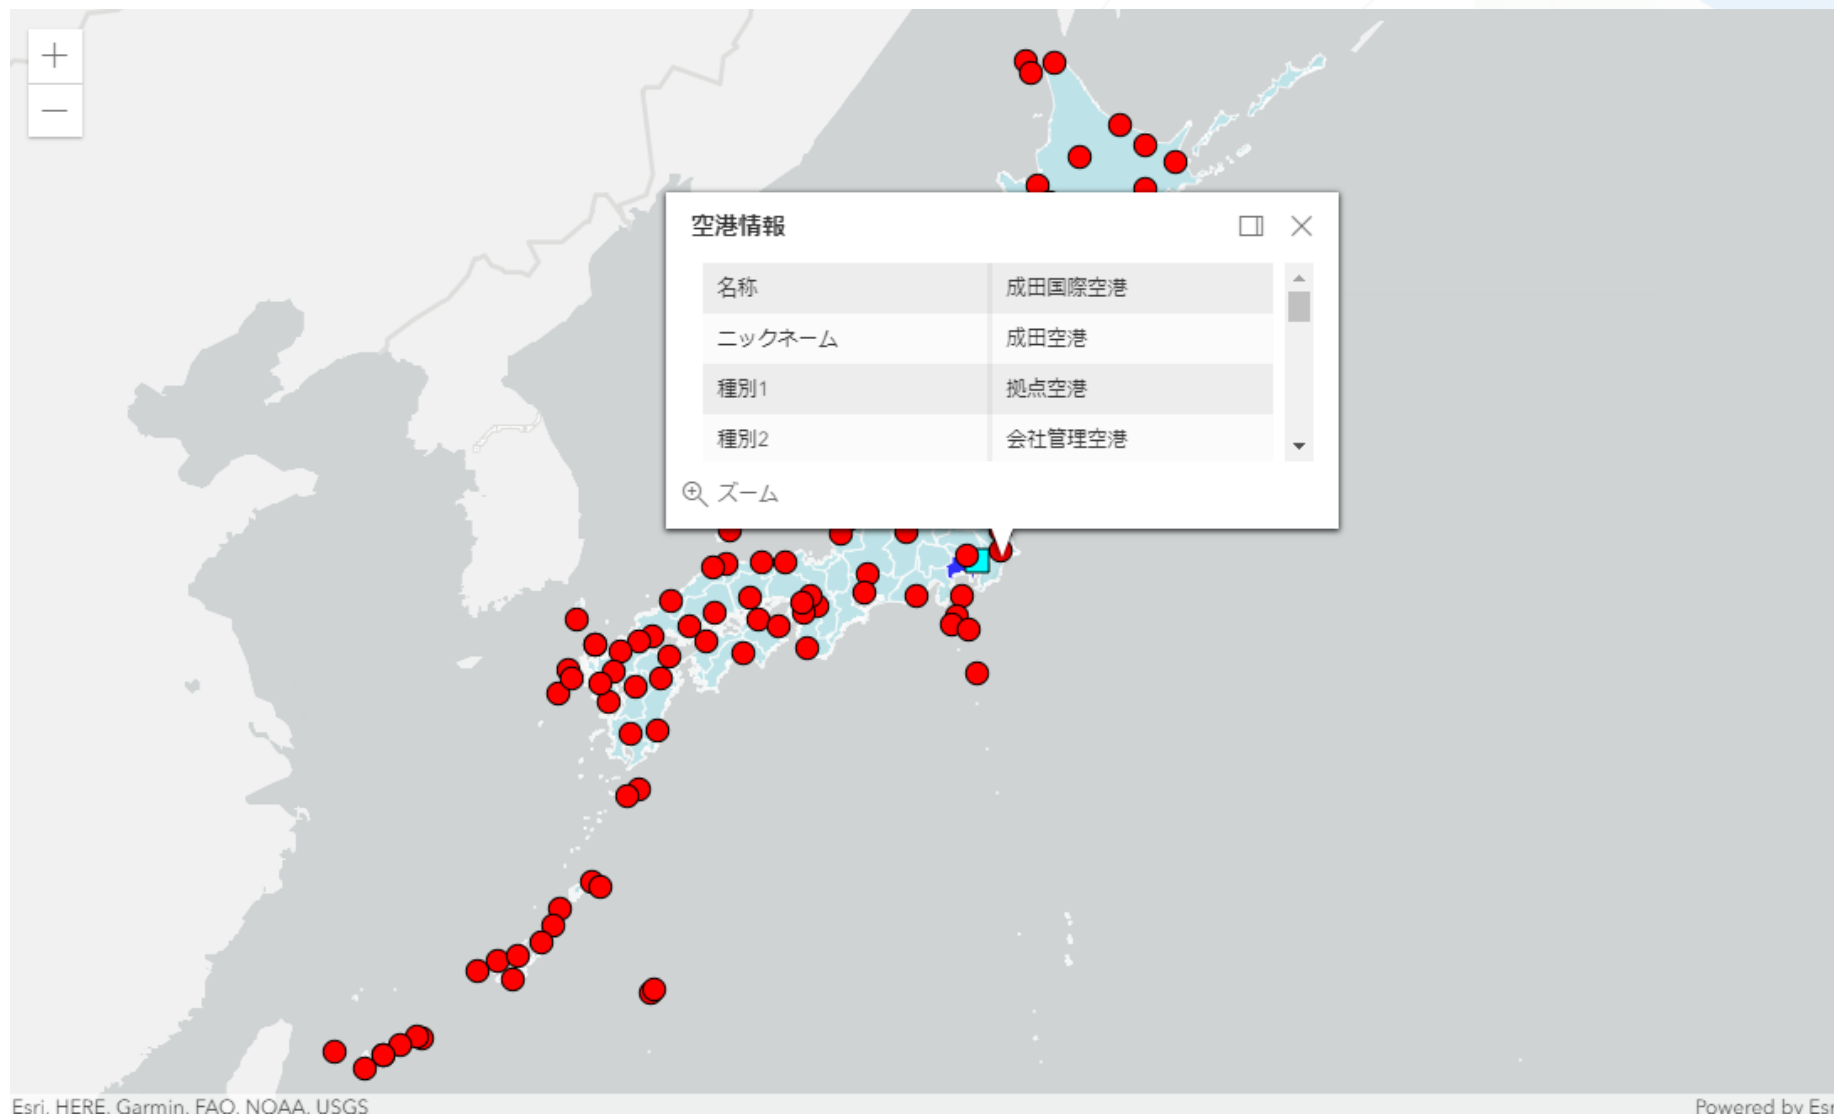 空港情報
名称 成田国際空港
ニックネーム 成田空港
種別1 拠点空港
種別2 会社管理空港
ズーム
Esri, HERE, Garmin, FAO, NOAA, USGS
Powered by Esr